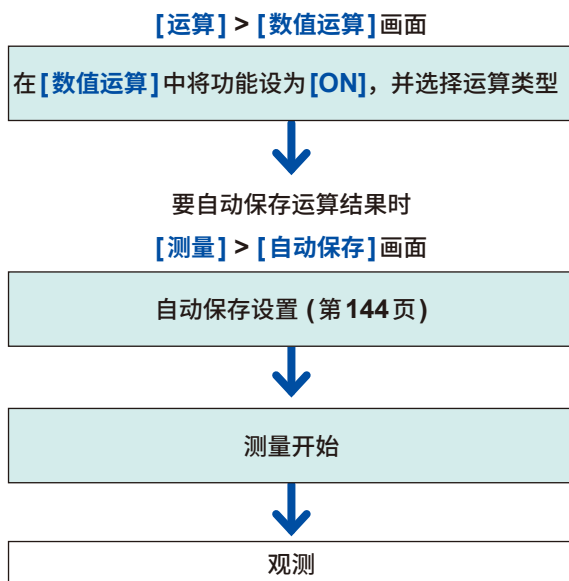 [运算] > [数值运算]画面
在[数值运算]中将功能设为[ON]，并选择运算类型
要自动保存运算结果时
[测量] > [自动保存]画面
自动保存设置 (第144页)
测量开始
观测